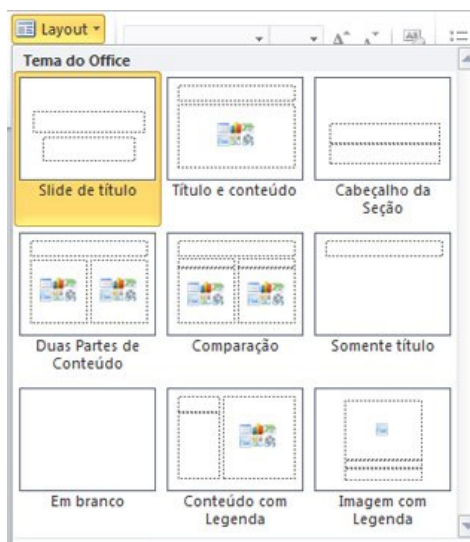 Layout
Tema do Office
Slide de título
Título e conteúdo
Cabeçalho da
Seção
Duas Partes de
Conteúdo
Comparação
Somente título
Em branco
Conteúdo com
Legenda
Imagem com
Legenda